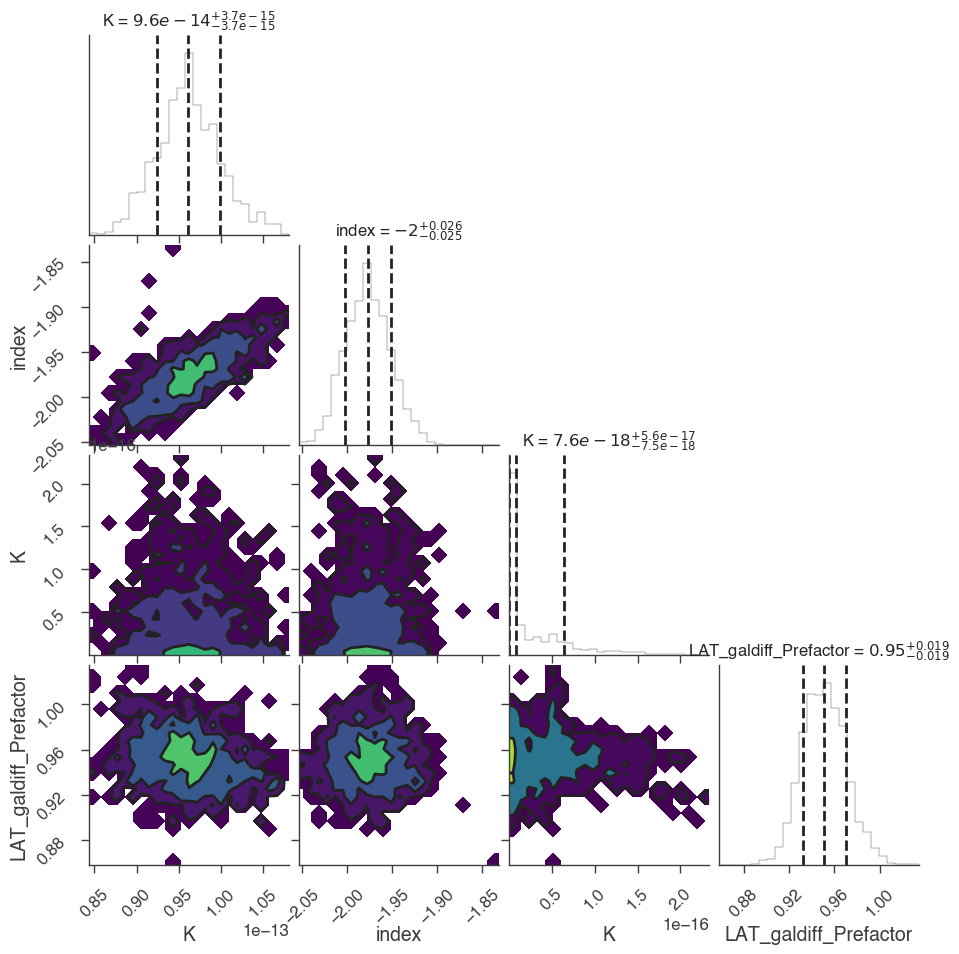 K = 9.6e−14^{+3.7e−15}_{−3.7e−15}
index = −2^{+0.026}_{−0.025}
−1.85
−1.90
−1.95
−2.00
−2.05
index
1e−16
K = 7.6e−18^{+5.6e−17}_{−7.5e−18}
2.0
1.5
1.0
0.5
K
LAT_galdiff_Prefactor = 0.95^{+0.019}_{−0.019}
1.00
0.96
0.92
0.88
LAT_galdiff_Prefactor
0.85 0.90 0.95 1.00 1.05
1e−13
K
−2.05 −2.00 −1.95 −1.90 −1.85
index
0.5 1.0 1.5 2.0
1e−16
K
0.88 0.92 0.96 1.00
LAT_galdiff_Prefactor